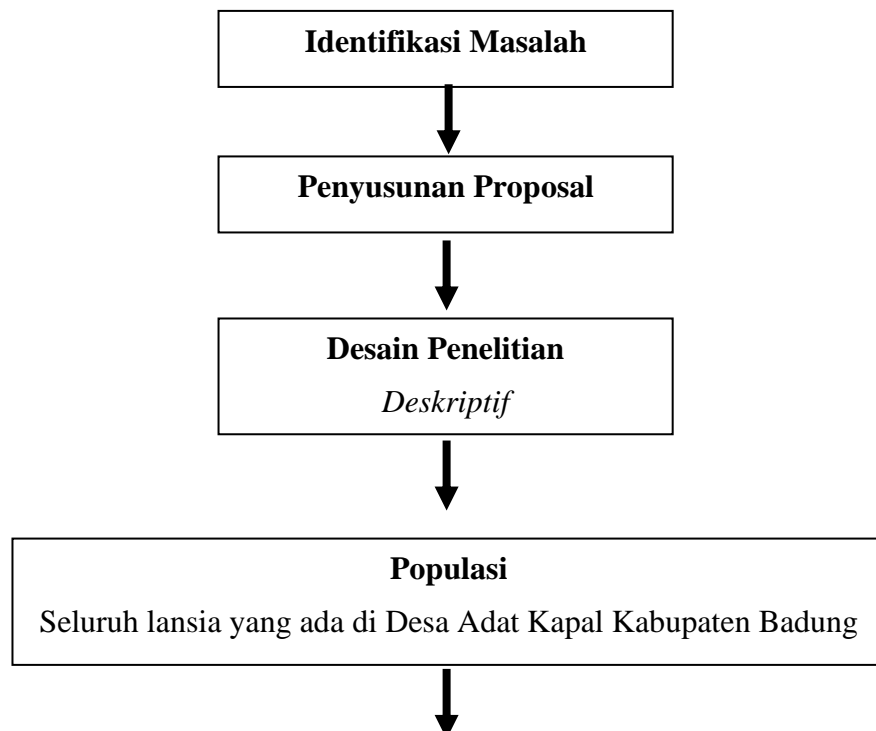 Identifikasi Masalah
Penyusunan Proposal
Desain Penelitian
Deskriptif
Populasi
Seluruh lansia yang ada di Desa Adat Kapal Kabupaten Badung